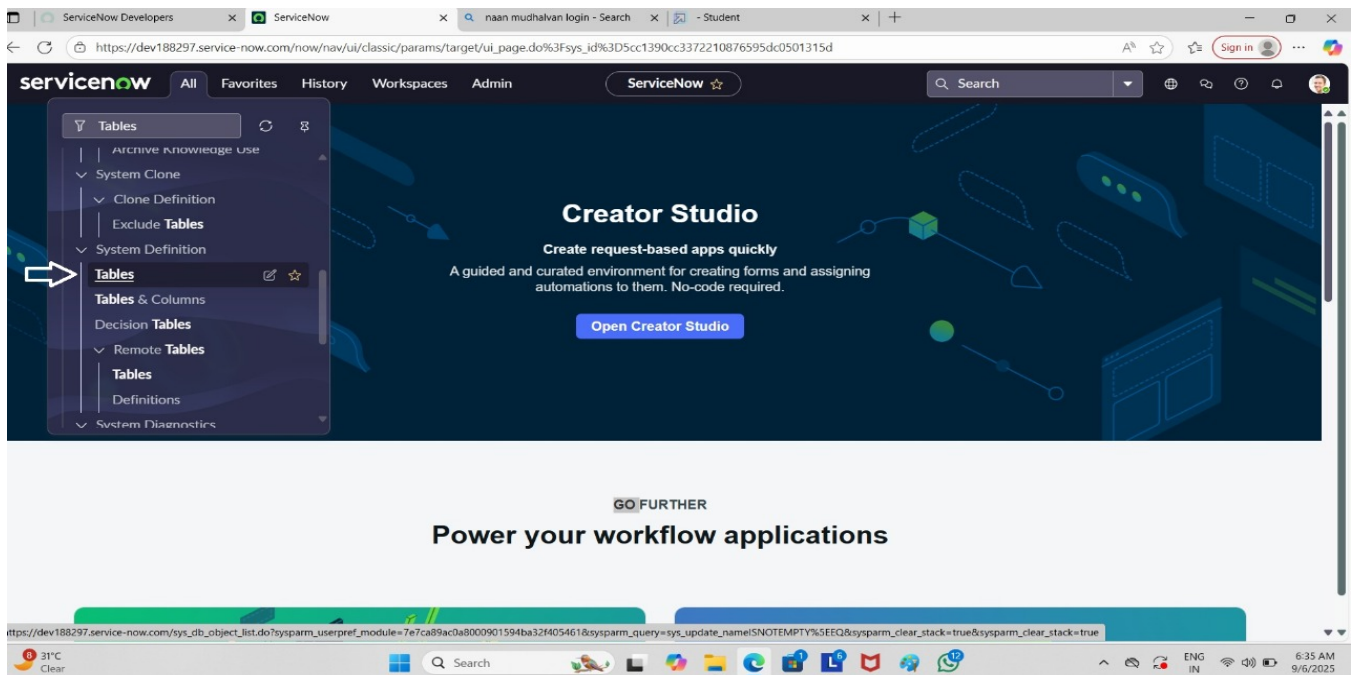 ServiceNow Developers
ServiceNow
naan mudhalvan login - Search
- Student
https://dev188297.service-now.com/now/nav/ui/classic/params/target/ui_page.do%3Fsys_id%3D5cc1390cc3372210876595dc0501315d
Sign in
servicenow All Favorites History Workspaces Admin ServiceNow Search
Tables
Archive Knowledge Use
System Clone
Clone Definition
Exclude Tables
System Definition
Tables
Tables & Columns
Decision Tables
Remote Tables
Tables
Definitions
System Diagnostics
Creator Studio
Create request-based apps quickly
A guided and curated environment for creating forms and assigning
automations to them. No-code required.
Open Creator Studio
GO FURTHER
Power your workflow applications
ttps://dev188297.service-now.com/sys_db_object_list.do?sysparm_userpref_module=7e7ca89ac0a8000901594ba32f405461&sysparm_query=sys_update_nameISNOTEMPTY%5EEQ&sysparm_clear_stack=true&sysparm_clear_stack=true
8 31°C
Clear
Search
12
ENG
IN
6:35 AM
9/6/2025